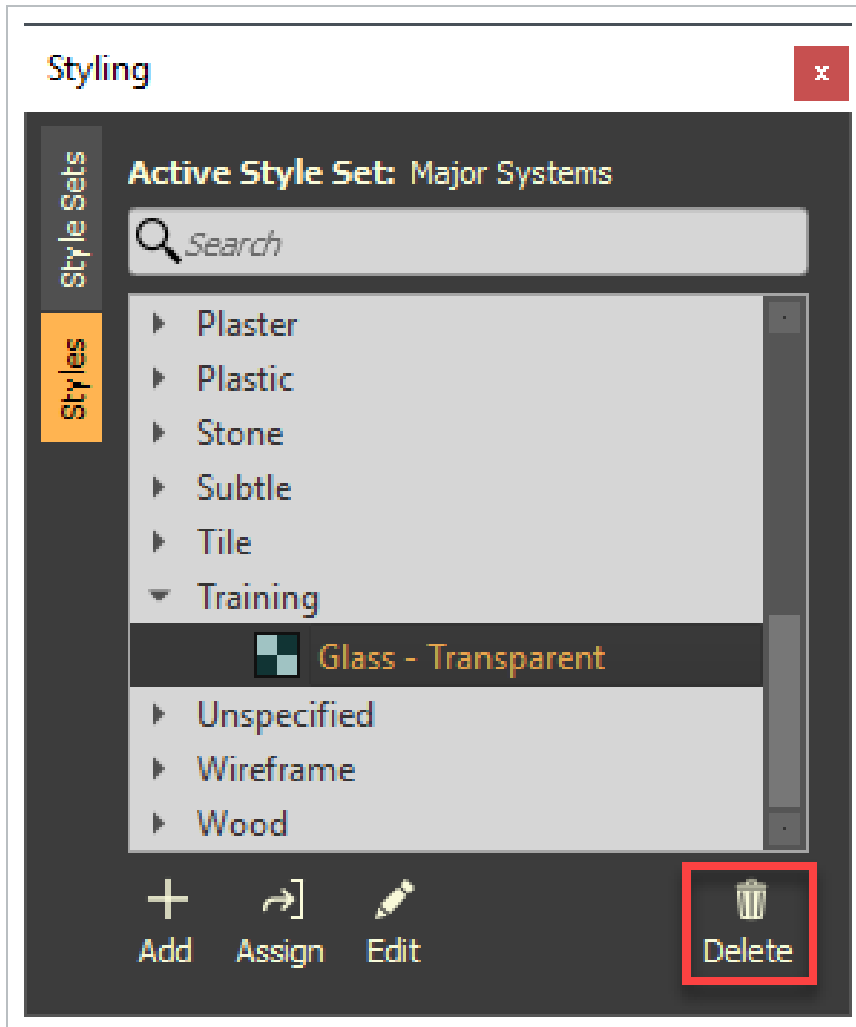 Styling
x
Style Sets
Styles
Active Style Set: Major Systems
Search
Plaster
Plastic
Stone
Subtle
Tile
Training
Glass - Transparent
Unspecified
Wireframe
Wood
Add Assign Edit Delete